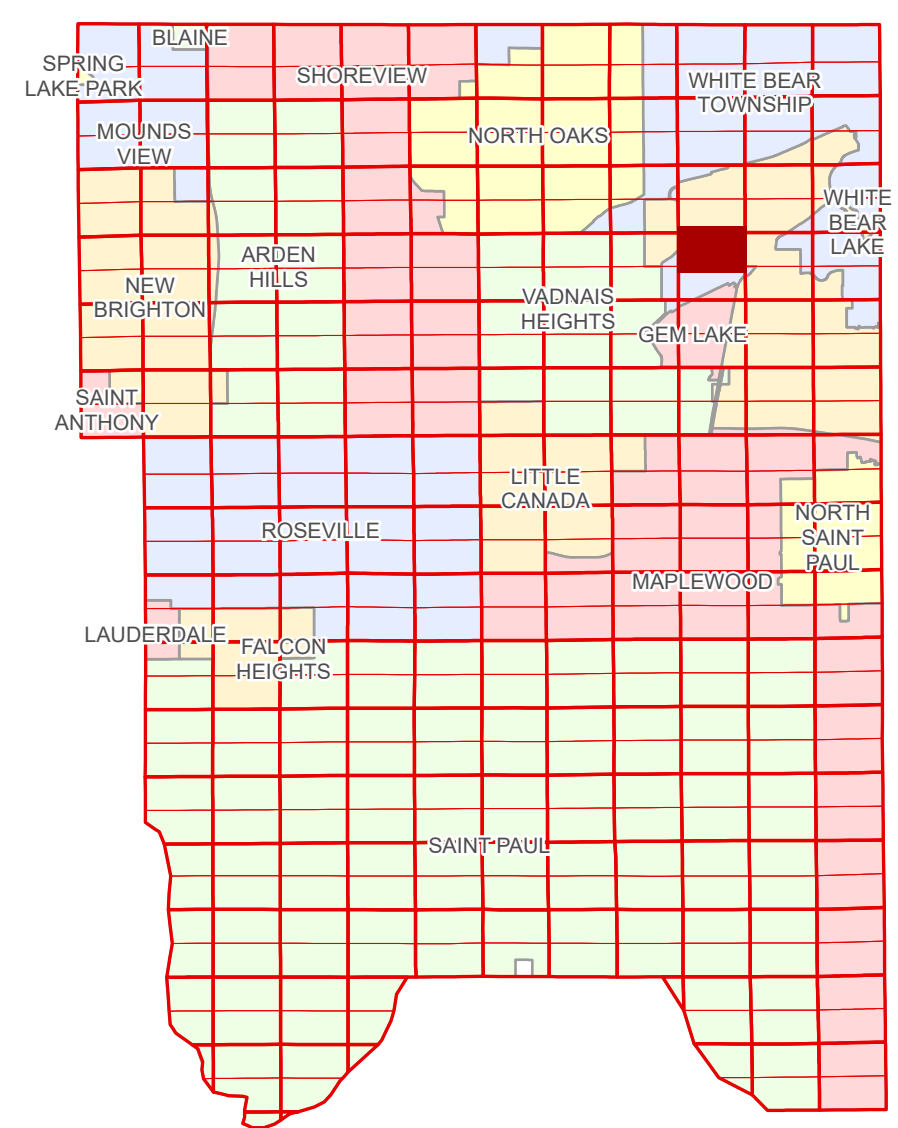 BLAINE
SPRING
LAKE PARK
SHOREVIEW
WHITE BEAR
TOWNSHIP
MOUNDS
VIEW
NORTH OAKS
WHITE
BEAR
LAKE
ARDEN
HILLS
NEW
BRIGHTON
VADNAIS
HEIGHTS
GEM LAKE
SAINT
ANTHONY
LITTLE
CANADA
ROSEVILLE
NORTH
SAINT
PAUL
MAPLEWOOD
LAUDERDALE
FALCON
HEIGHTS
SAINT PAUL